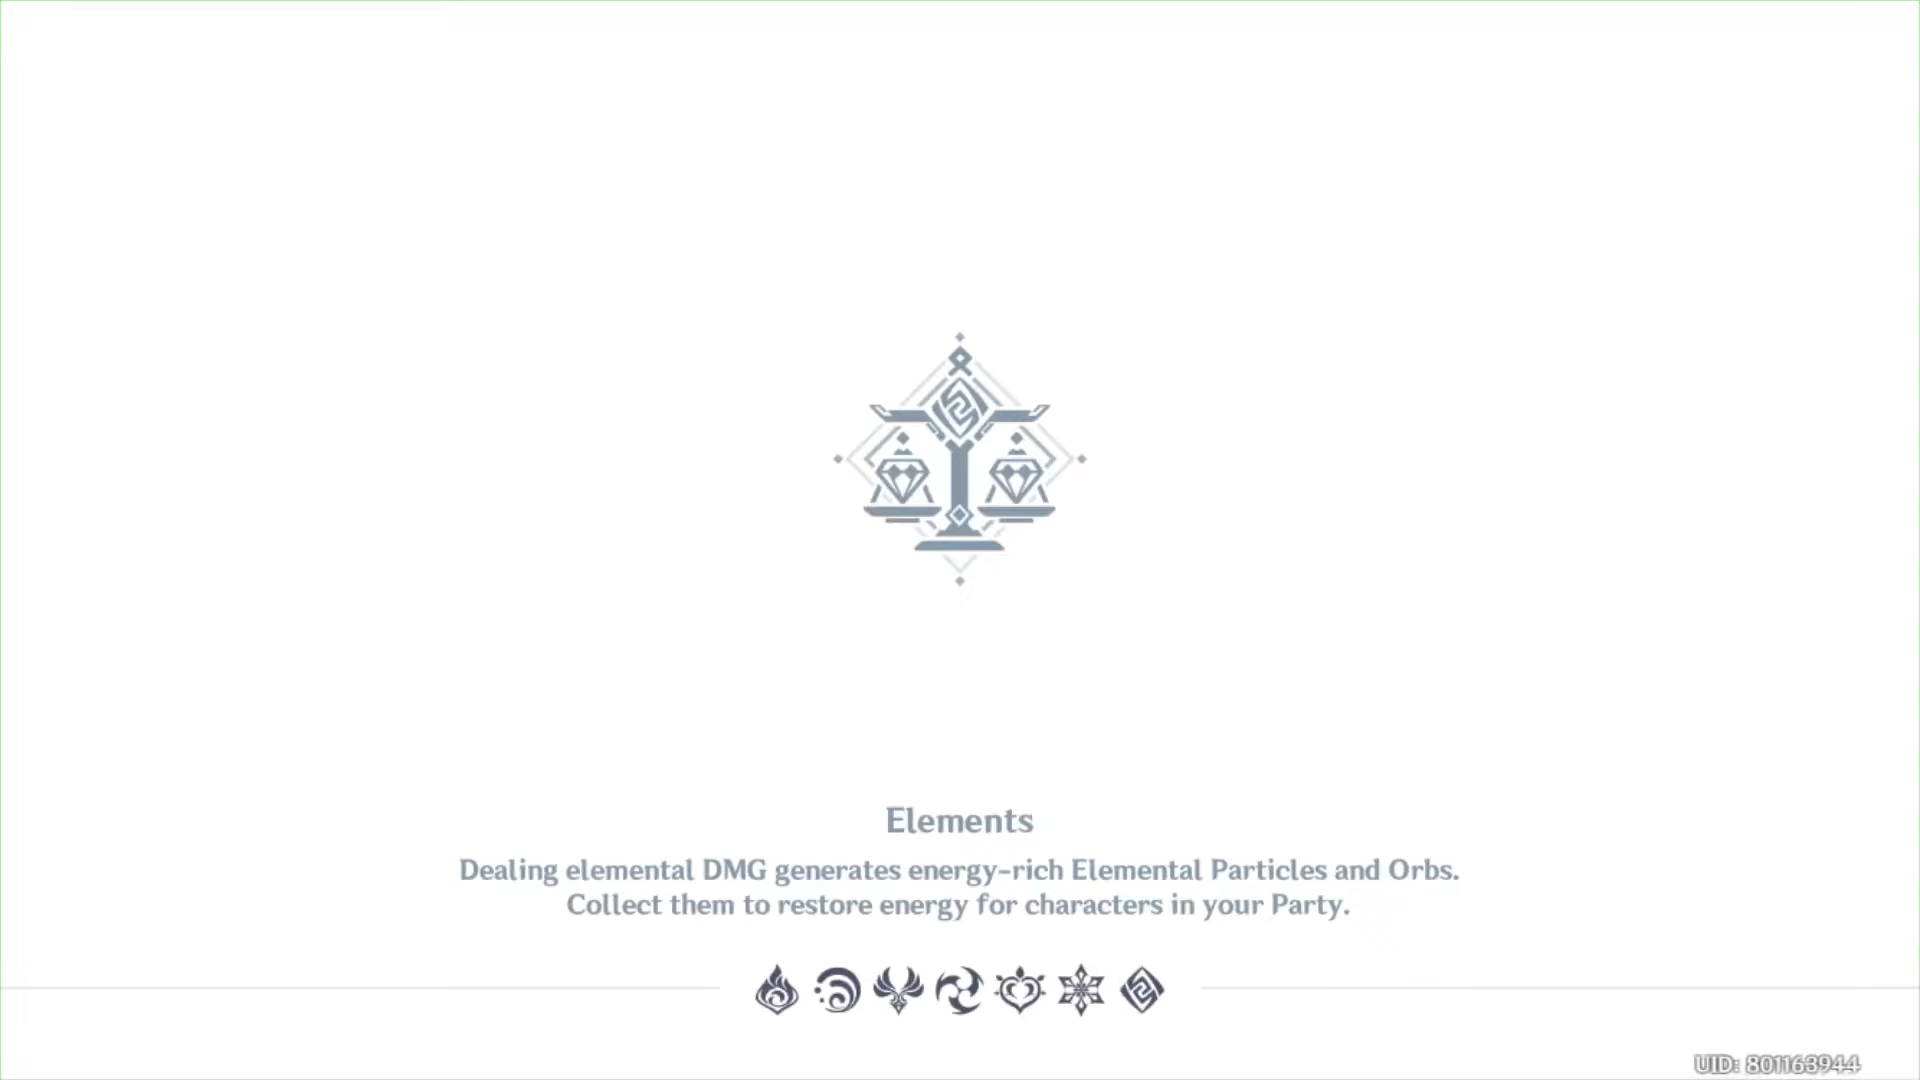 Elements
Dealing elemental DMG generates energy-rich Elemental Particles and Orbs.
Collect them to restore energy for characters in your Party.
UID: 801163944